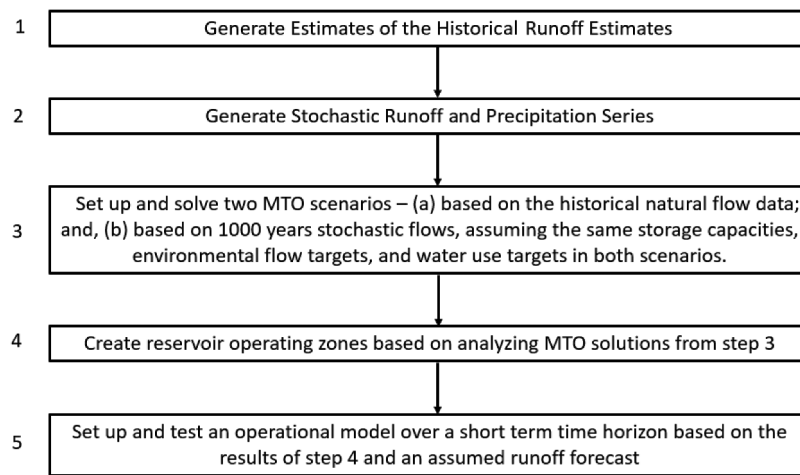 1 Generate Estimates of the Historical Runoff Estimates
2 Generate Stochastic Runoff and Precipitation Series
Set up and solve two MTO scenarios – (a) based on the historical natural flow data;
3 and, (b) based on 1000 years stochastic flows, assuming the same storage capacities,
environmental flow targets, and water use targets in both scenarios.
4 Create reservoir operating zones based on analyzing MTO solutions from step 3
5 Set up and test an operational model over a short term time horizon based on the
results of step 4 and an assumed runoff forecast